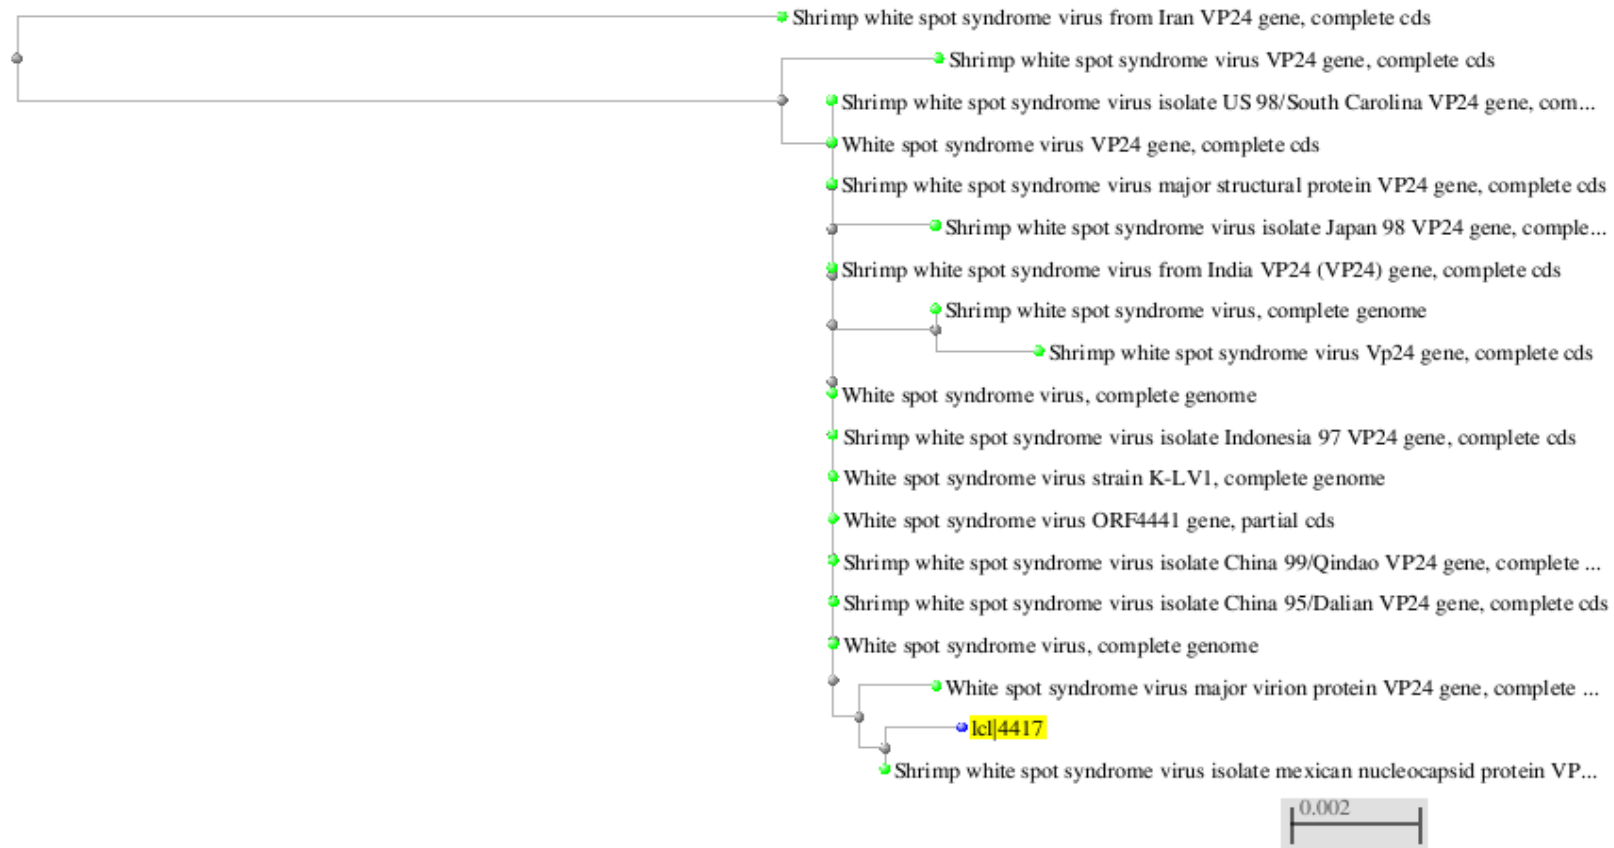 Shrimp white spot syndrome virus from Iran VP24 gene, complete cds
Shrimp white spot syndrome virus VP24 gene, complete cds
Shrimp white spot syndrome virus isolate US 98/South Carolina VP24 gene, com...
White spot syndrome virus VP24 gene, complete cds
Shrimp white spot syndrome virus major structural protein VP24 gene, complete cds
Shrimp white spot syndrome virus isolate Japan 98 VP24 gene, comple...
Shrimp white spot syndrome virus from India VP24 (VP24) gene, complete cds
Shrimp white spot syndrome virus, complete genome
Shrimp white spot syndrome virus Vp24 gene, complete cds
White spot syndrome virus, complete genome
Shrimp white spot syndrome virus isolate Indonesia 97 VP24 gene, complete cds
White spot syndrome virus strain K-LV1, complete genome
White spot syndrome virus ORF4441 gene, partial cds
Shrimp white spot syndrome virus isolate China 99/Qindao VP24 gene, complete ...
Shrimp white spot syndrome virus isolate China 95/Dalian VP24 gene, complete cds
White spot syndrome virus, complete genome
White spot syndrome virus major virion protein VP24 gene, complete ...
lcl|4417
Shrimp white spot syndrome virus isolate mexican nucleocapsid protein VP...
0.002